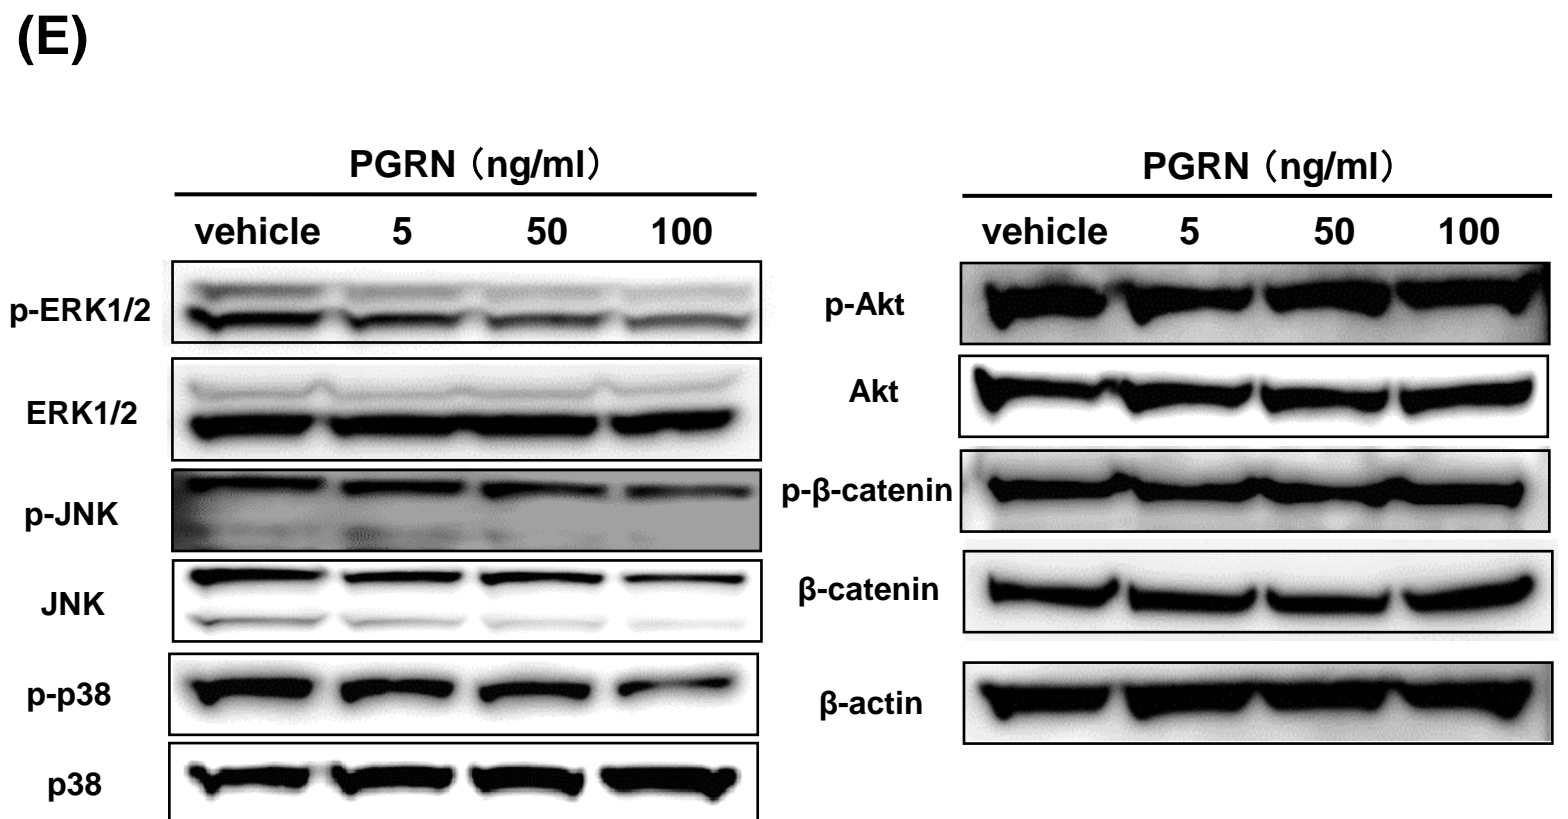 (E)
PGRN（ng/ml）
vehicle 5 50 100
p-ERK1/2
ERK1/2
p-JNK
JNK
p-p38
p38
PGRN（ng/ml）
vehicle 5 50 100
p-Akt
Akt
p-β-catenin
β-catenin
β-actin